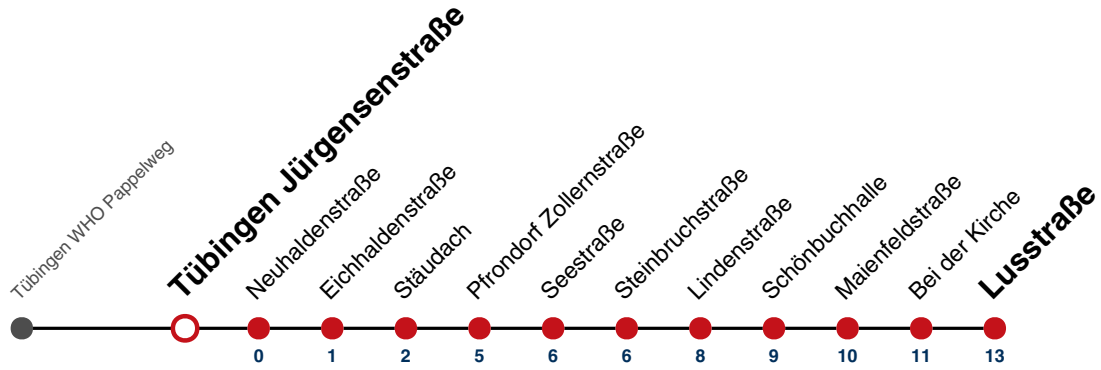 Tübingen WHO Pappelweg
Tübingen Jürgensenstraße
Neuhaldenstraße
Eichhaldenstraße
Stäudach
Pfrondorf Zollernstraße
Seestraße
Steinbruchstraße
Lindenstraße
Schönbuchhalle
Maienfeldstraße
Bei der Kirche
Lusstraße
0 1 2 5 6 6 8 9 10 11 13